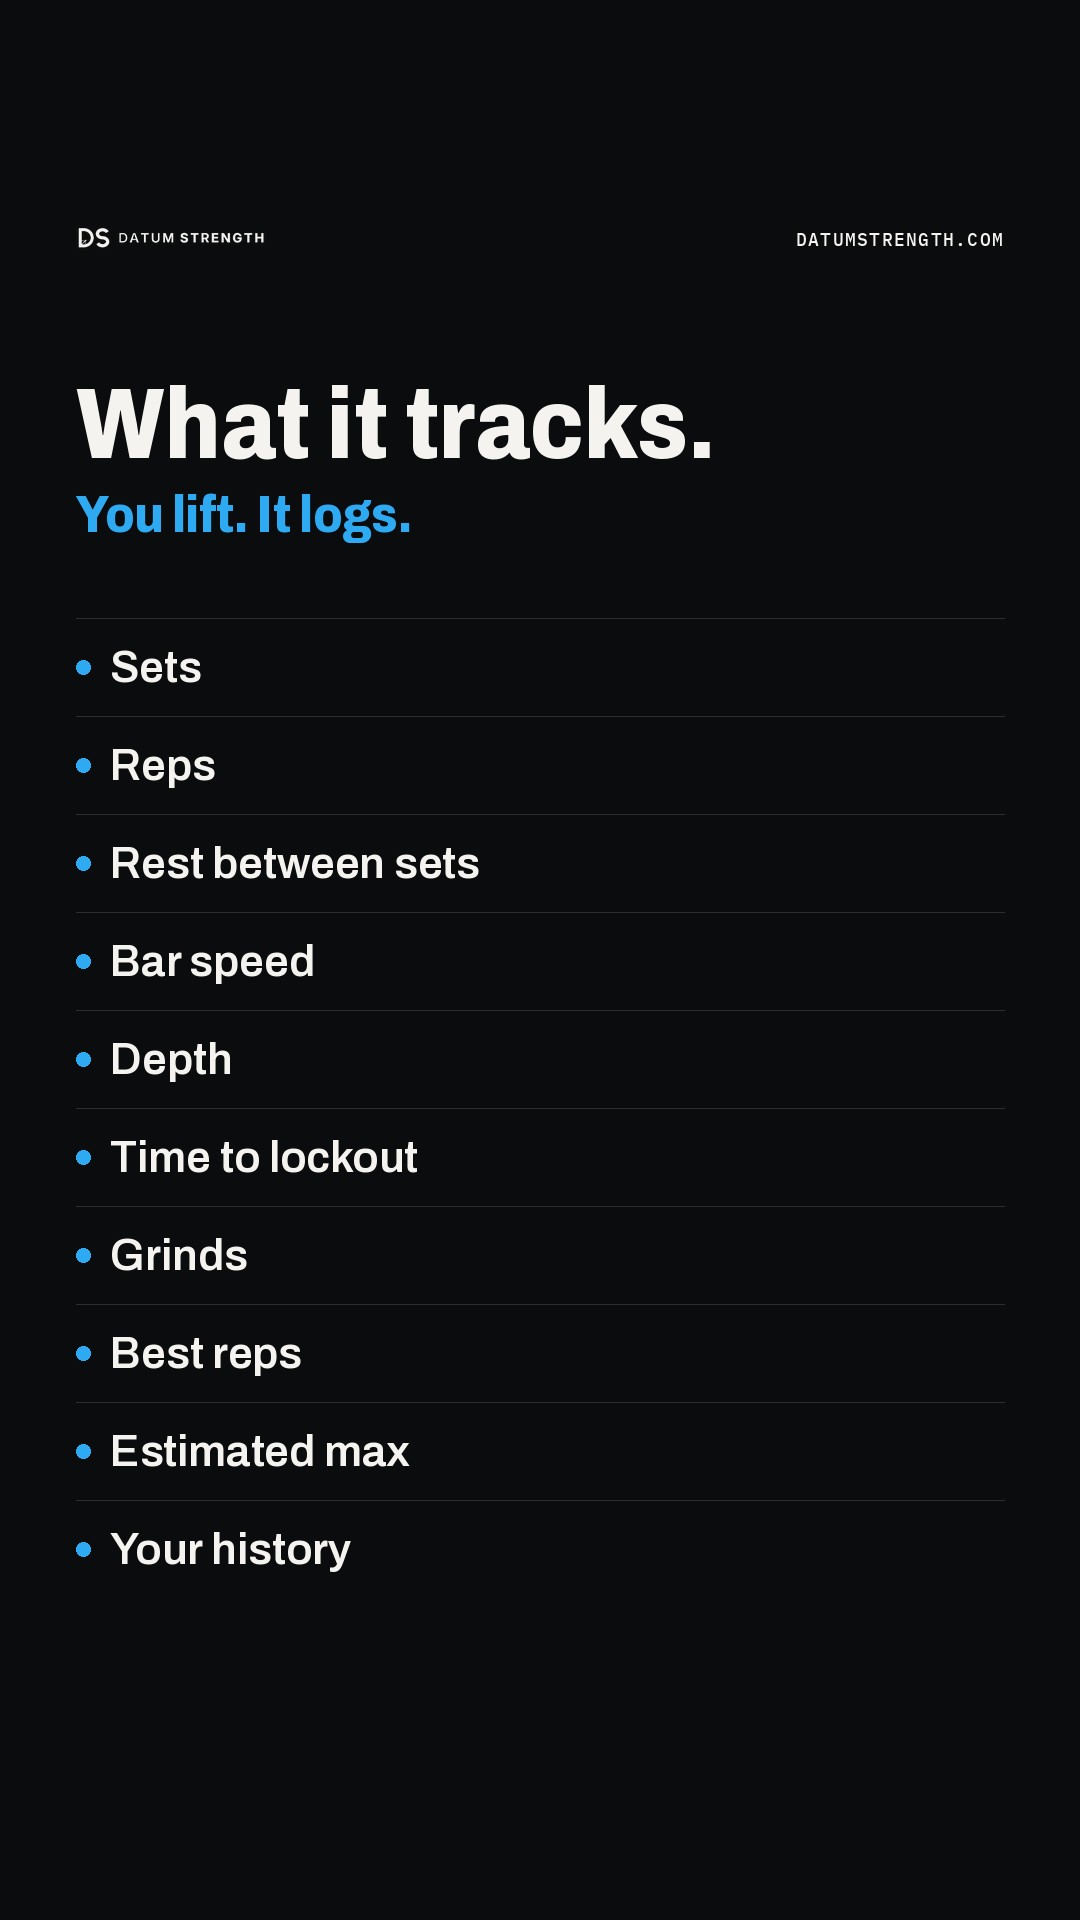 DS DATUM STRENGTH
DATUMSTRENGTH.COM
What it tracks.
You lift. It logs.
Sets
Reps
Rest between sets
Bar speed
Depth
Time to lockout
Grinds
Best reps
Estimated max
Your history